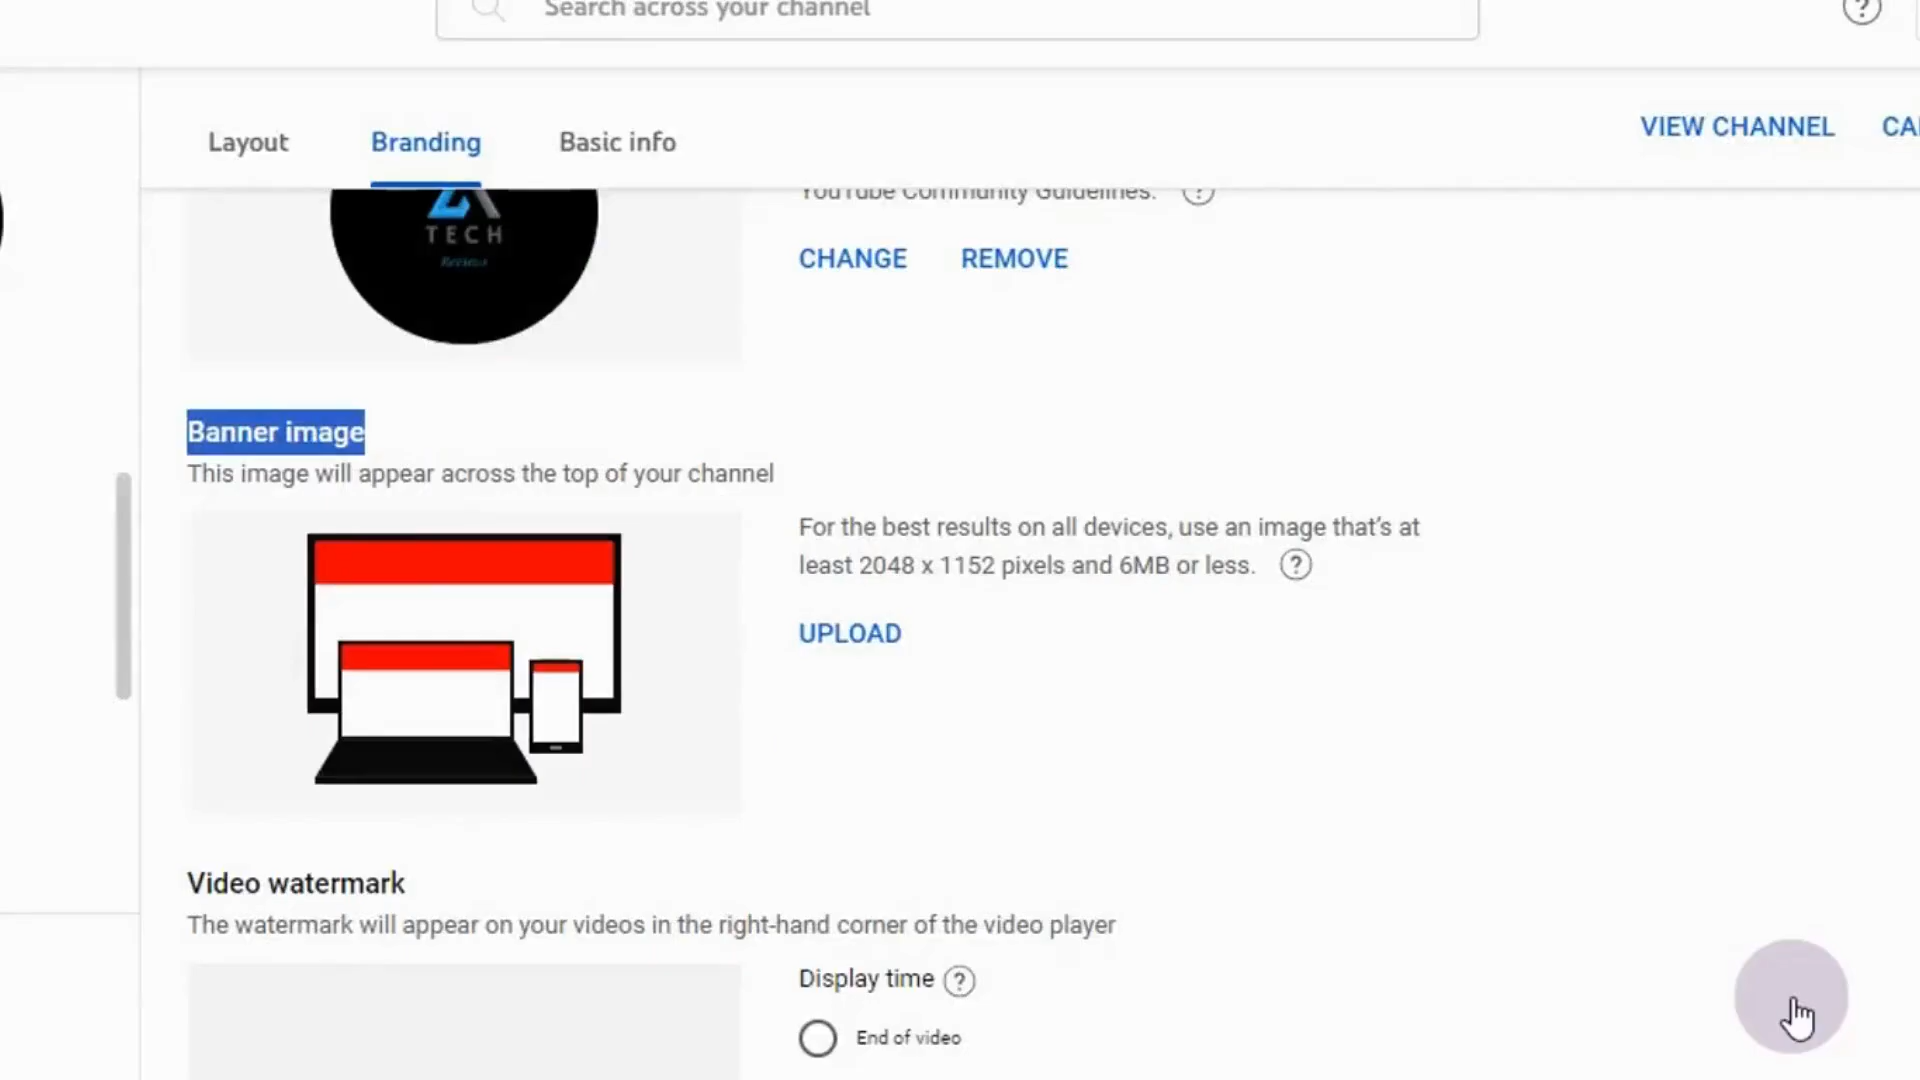 Search across your channel
Layout
Branding
Basic info
VIEW CHANNEL
YouTube Community Guidelines.
TECH
CHANGE
REMOVE
Banner image
This image will appear across the top of your channel
For the best results on all devices, use an image that's at
least 2048 x 1152 pixels and 6MB or less.
UPLOAD
Video watermark
The watermark will appear on your videos in the right-hand corner of the video player
Display time
End of video